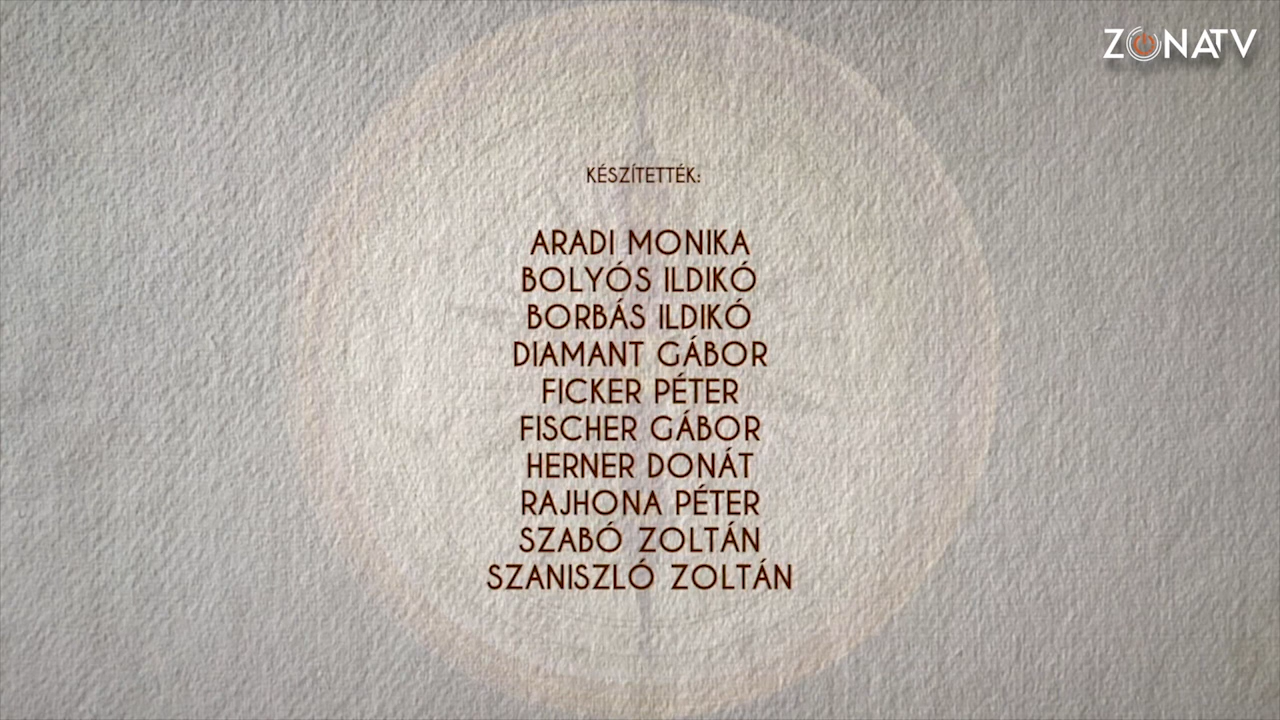 ZONATV
KÉSZÍTETTÉK:
ARADI MONIKA
BOLYÓS ILDIKÓ
BORBÁS ILDIKÓ
DIAMANT GÁBOR
FICKER PÉTER
FISCHER GÁBOR
HERNER DONÁT
RAJHONA PÉTER
SZABÓ ZOLTÁN
SZANISZLÓ ZOLTÁN